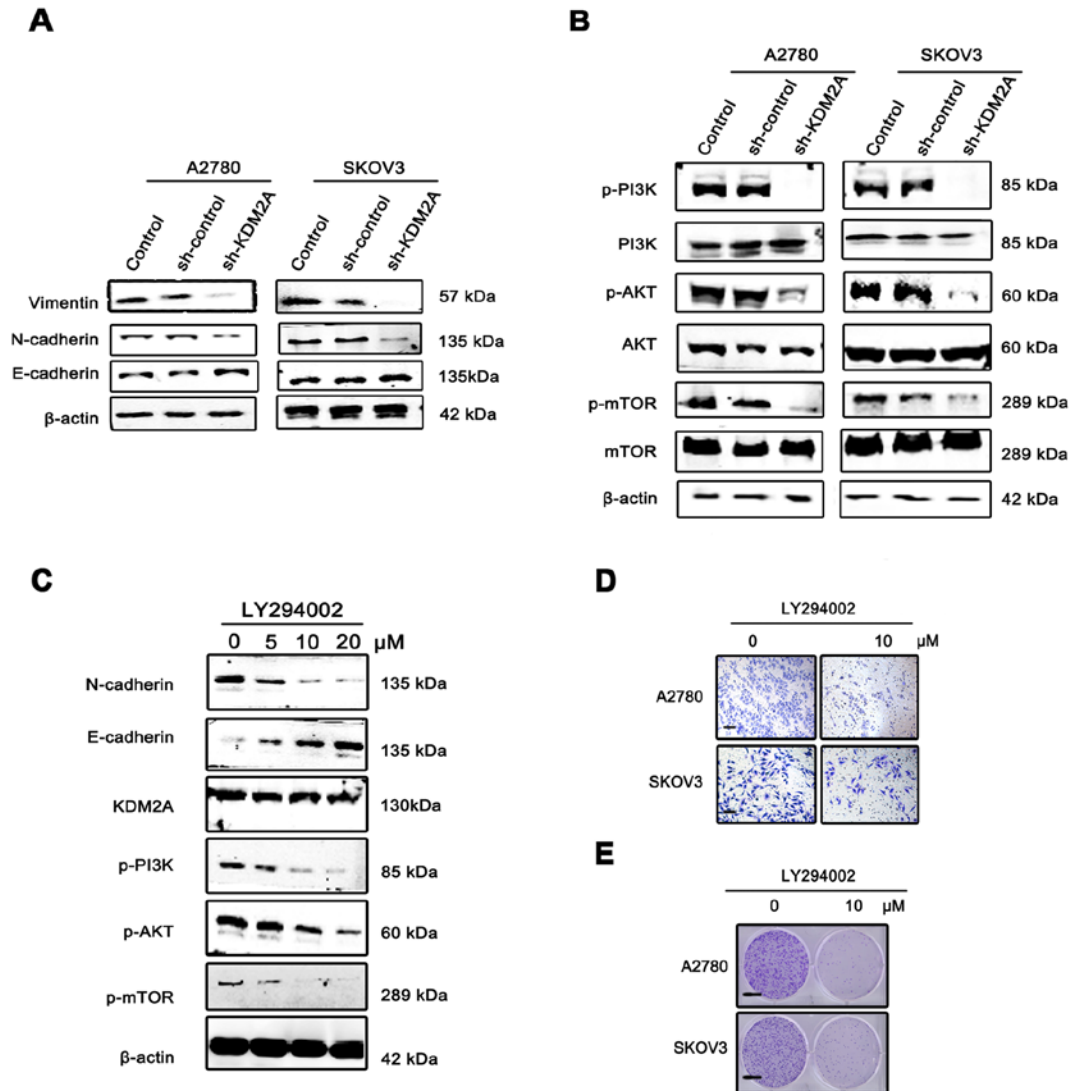 A
A2780 SKOV3
Control sh-control sh-KDM2A Control sh-control sh-KDM2A
Vimentin 57 kDa
N-cadherin 135 kDa
E-cadherin 135kDa
β-actin 42 kDa
B
A2780 SKOV3
Control sh-control sh-KDM2A Control sh-control sh-KDM2A
p-PI3K 85 kDa
PI3K 85 kDa
p-AKT 60 kDa
AKT 60 kDa
p-mTOR 289 kDa
mTOR 289 kDa
β-actin 42 kDa
C
LY294002
0 5 10 20 μM
N-cadherin 135 kDa
E-cadherin 135 kDa
KDM2A 130kDa
p-PI3K 85 kDa
p-AKT 60 kDa
p-mTOR 289 kDa
β-actin 42 kDa
D
LY294002
0 10 μM
A2780
SKOV3
E
LY294002
0 10 μM
A2780
SKOV3